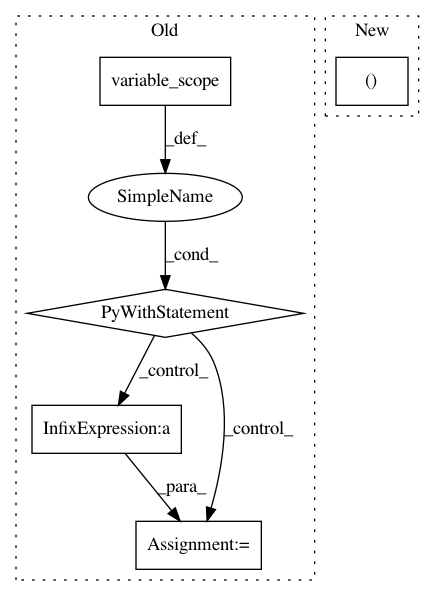 Old
New
variable_scope
()
_def_
SimpleName
_cond_
PyWithStatement
_control_
InfixExpression:a
_control_
_para_
Assignment:=